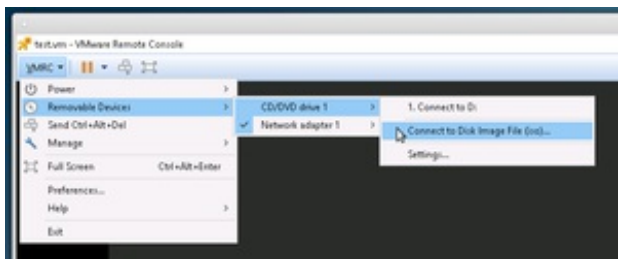 test.vm - VMware Remote Console
VMRC
Power
Removable Devices
CD/DVD drive 1
1. Connect to D:
Send Ctrl+Alt+Del
Network adapter 1
Connect to Disk Image File (iso)...
Manage
Settings...
Full Screen Ctrl+Alt+Enter
Preferences...
Help
Exit